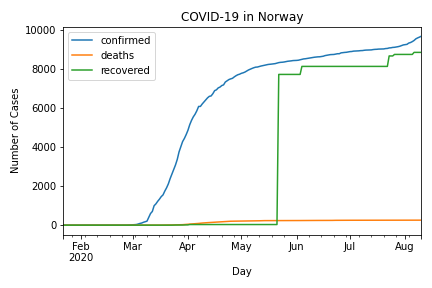 COVID-19 in Norway
confirmed
deaths
recovered
Number of Cases
10000
8000
6000
4000
2000
0
Feb Mar Apr May Jun Jul Aug
2020
Day